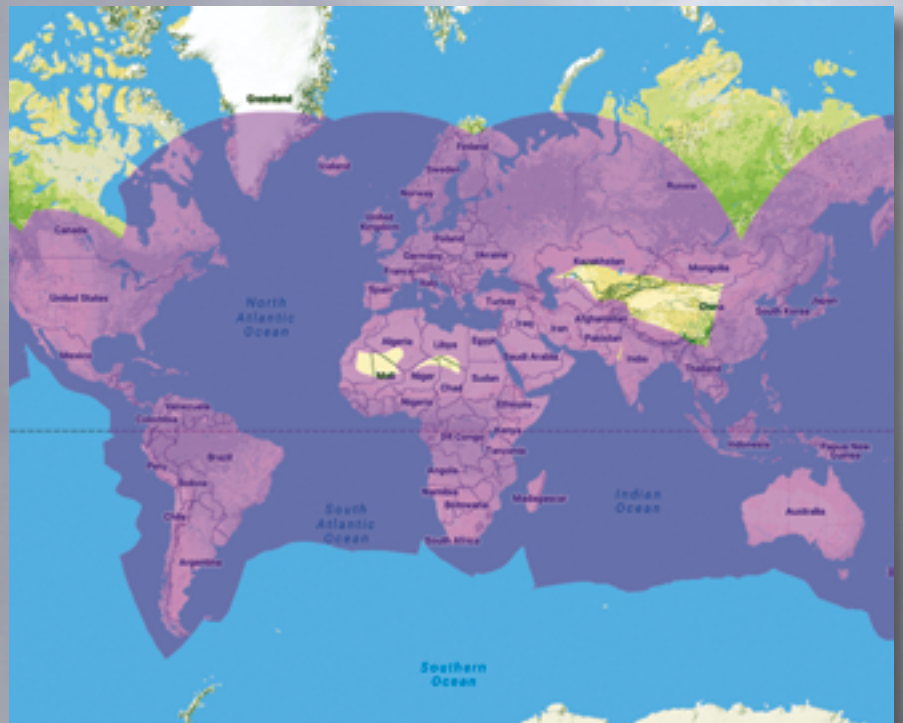 Greenland
Finland
Iceland
Sweden
Russia
Norway
United
Kingdom
Canada
Poland
Germany
Ukraine
Kazakhstan
Mongolia
France
Italy
Spain
United States
Turkey
China
Japan
South Korea
North
Atlantic
Ocean
Afghanistan
Iraq
Iran
Pakistan
Algeria
Libya
Egypt
Saudi Arabia
India
Mexico
Mali
Niger
Chad
Sudan
Thailand
Nigeria
Ethiopia
Venezuela
Colombia
Kenya
DR Congo
Indonesia
Papua New
Guinea
Tanzania
Brazil
Peru
Angola
Bolivia
Namibia
Botswana
Madagascar
Indian
Ocean
South
Atlantic
Ocean
Chile
Australia
South Africa
Argentina
Southern
Ocean